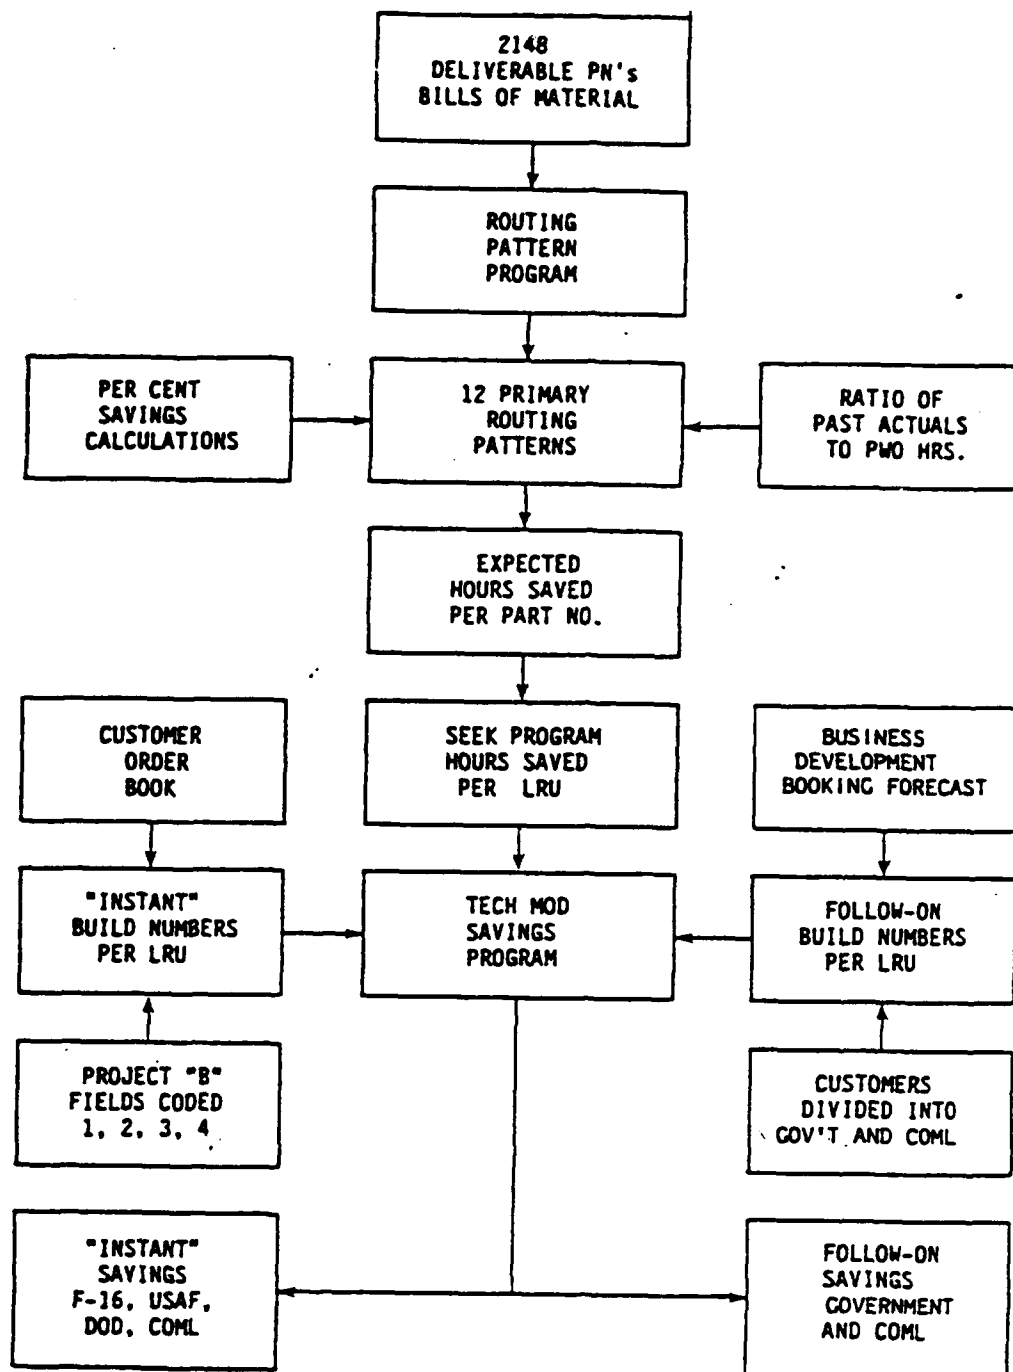 2148
DELIVERABLE PN's
BILLS OF MATERIAL
ROUTING
PATTERN
PROGRAM
PER CENT
SAVINGS
CALCULATIONS
12 PRIMARY
ROUTING
PATTERNS
RATIO OF
PAST ACTUALS
TO PWO HRS.
EXPECTED
HOURS SAVED
PER PART NO.
CUSTOMER
ORDER
BOOK
SEEK PROGRAM
HOURS SAVED
PER LRU
BUSINESS
DEVELOPMENT
BOOKING FORECAST
"INSTANT"
BUILD NUMBERS
PER LRU
TECH MOD
SAVINGS
PROGRAM
FOLLOW-ON
BUILD NUMBERS
PER LRU
PROJECT "B"
FIELDS CODED
1, 2, 3, 4
CUSTOMERS
DIVIDED INTO
GOV'T AND COML
"INSTANT"
SAVINGS
F-16, USAF,
DOD, COML
FOLLOW-ON
SAVINGS
GOVERNMENT
AND COML